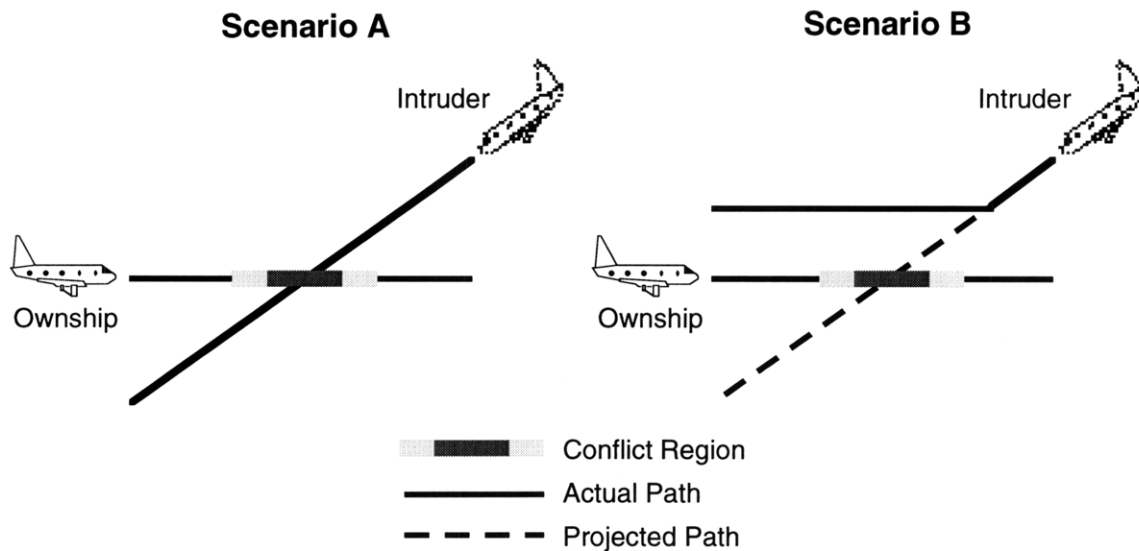 Scenario A
Intruder
Ownship
Scenario B
Intruder
Ownship
Conflict Region
Actual Path
Projected Path